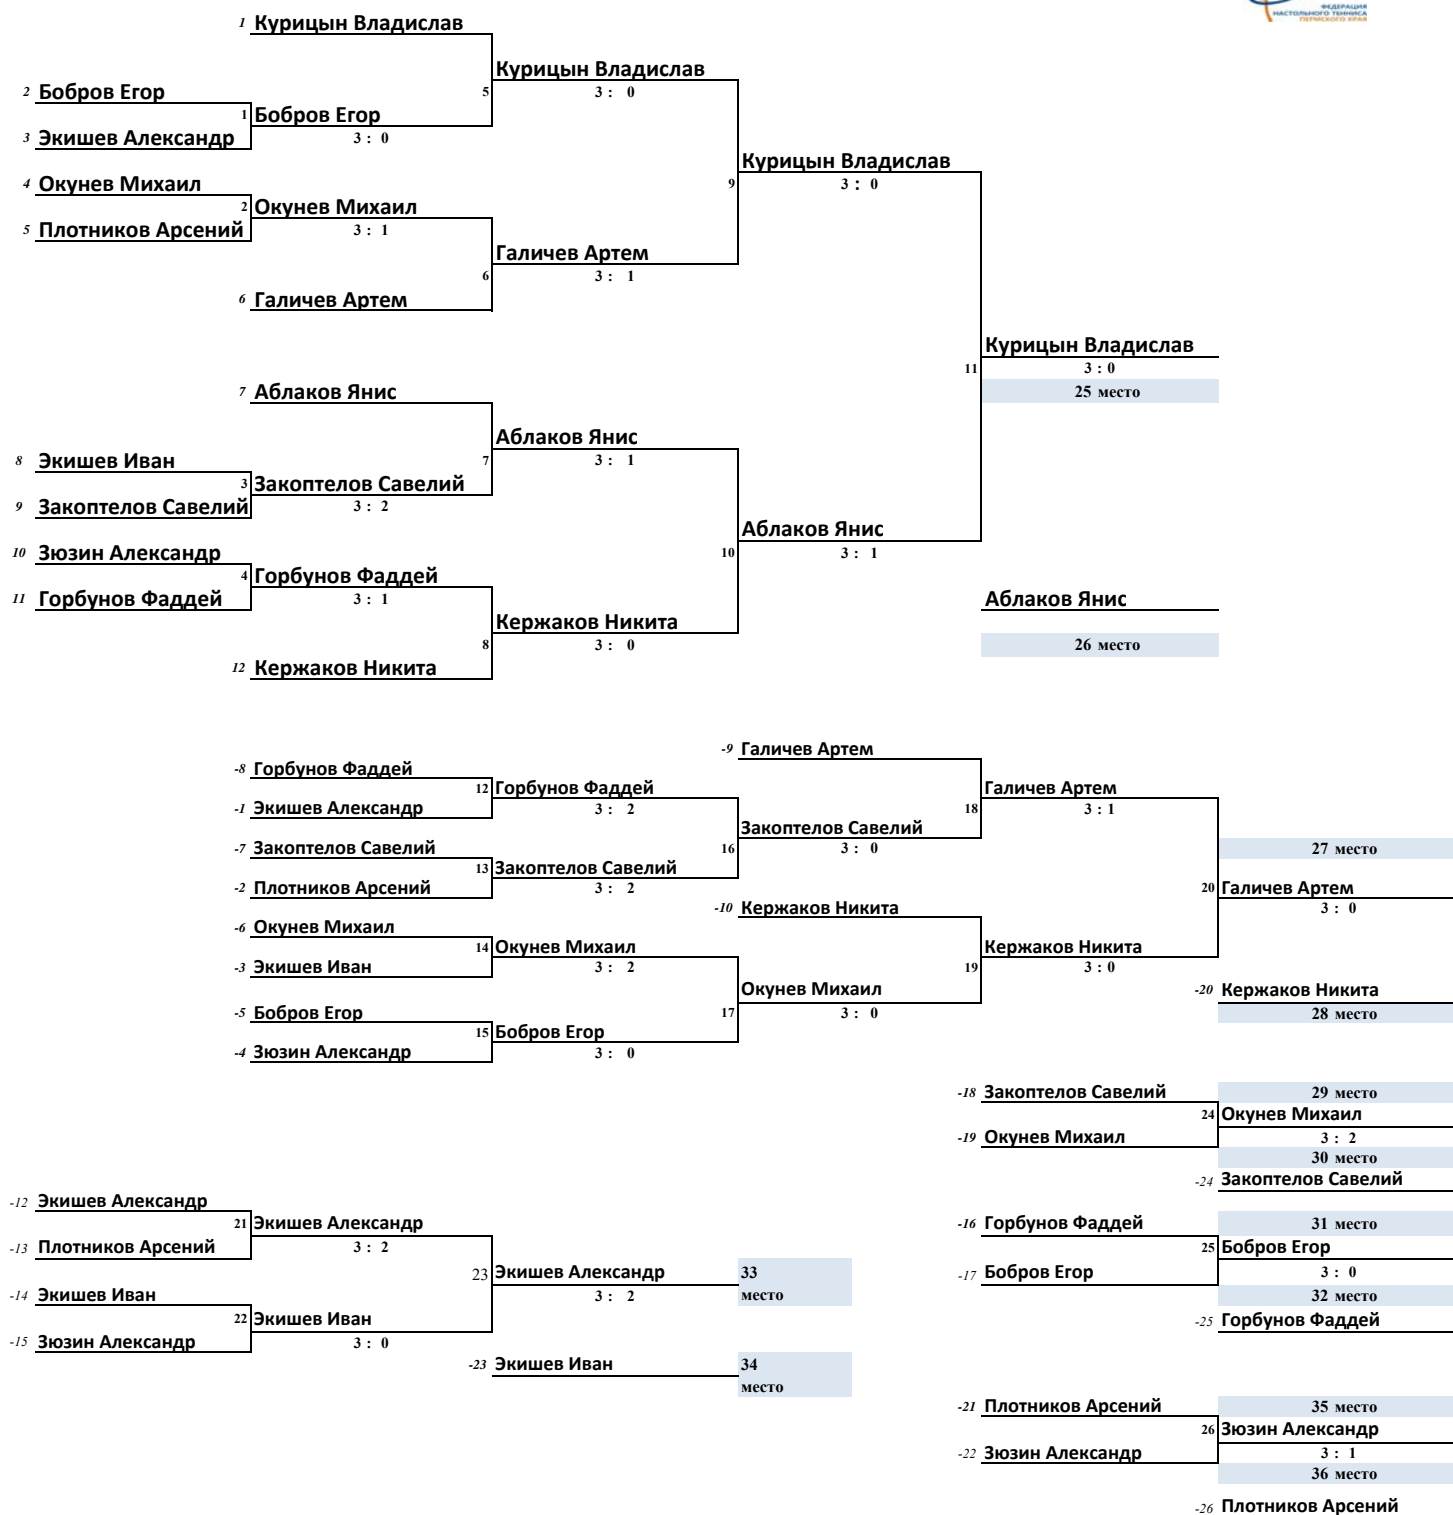 ФЕДЕРАЦИЯ
НАСТОЛЬНОГО ТЕННИСА
ПЕРМСКОГО КРАЯ
1 Курицын Владислав
Курицын Владислав
2 Бобров Егор
5
3 : 0
1 Бобров Егор
3 Экишев Александр
3 : 0
Курицын Владислав
4 Окунев Михаил
9
3 : 0
2 Окунев Михаил
5 Плотников Арсений
3 : 1
Галичев Артем
6
3 : 1
6 Галичев Артем
Курицын Владислав
11
3 : 0
7 Аблаков Янис
25 место
Аблаков Янис
8 Экишев Иван
7
3 : 1
3 Закоптелов Савелий
9 Закоптелов Савелий
3 : 2
Аблаков Янис
10 Зюзин Александр
10
3 : 1
4 Горбунов Фаддей
11 Горбунов Фаддей
3 : 1
Аблаков Янис
Кержаков Никита
8
3 : 0
26 место
12 Кержаков Никита
-9 Галичев Артем
-8 Горбунов Фаддей
12 Горбунов Фаддей
Галичев Артем
-1 Экишев Александр
3 : 2
18
3 : 1
Закоптелов Савелий
-7 Закоптелов Савелий
16
3 : 0
27 место
13 Закоптелов Савелий
-2 Плотников Арсений
3 : 2
20 Галичев Артем
-10 Кержаков Никита
3 : 0
-6 Окунев Михаил
14 Окунев Михаил
Кержаков Никита
-3 Экишев Иван
3 : 2
19
3 : 0
Окунев Михаил
-20 Кержаков Никита
-5 Бобров Егор
17
3 : 0
28 место
15 Бобров Егор
-4 Зюзин Александр
3 : 0
-18 Закоптелов Савелий
29 место
24 Окунев Михаил
-19 Окунев Михаил
3 : 2
30 место
-24 Закоптелов Савелий
-12 Экишев Александр
21 Экишев Александр
-16 Горбунов Фаддей
31 место
-13 Плотников Арсений
3 : 2
25 Бобров Егор
23 Экишев Александр
33
место
-17 Бобров Егор
3 : 0
-14 Экишев Иван
3 : 2
32 место
22 Экишев Иван
-25 Горбунов Фаддей
-15 Зюзин Александр
3 : 0
-23 Экишев Иван
34
место
-21 Плотников Арсений
35 место
26 Зюзин Александр
-22 Зюзин Александр
3 : 1
36 место
-26 Плотников Арсений